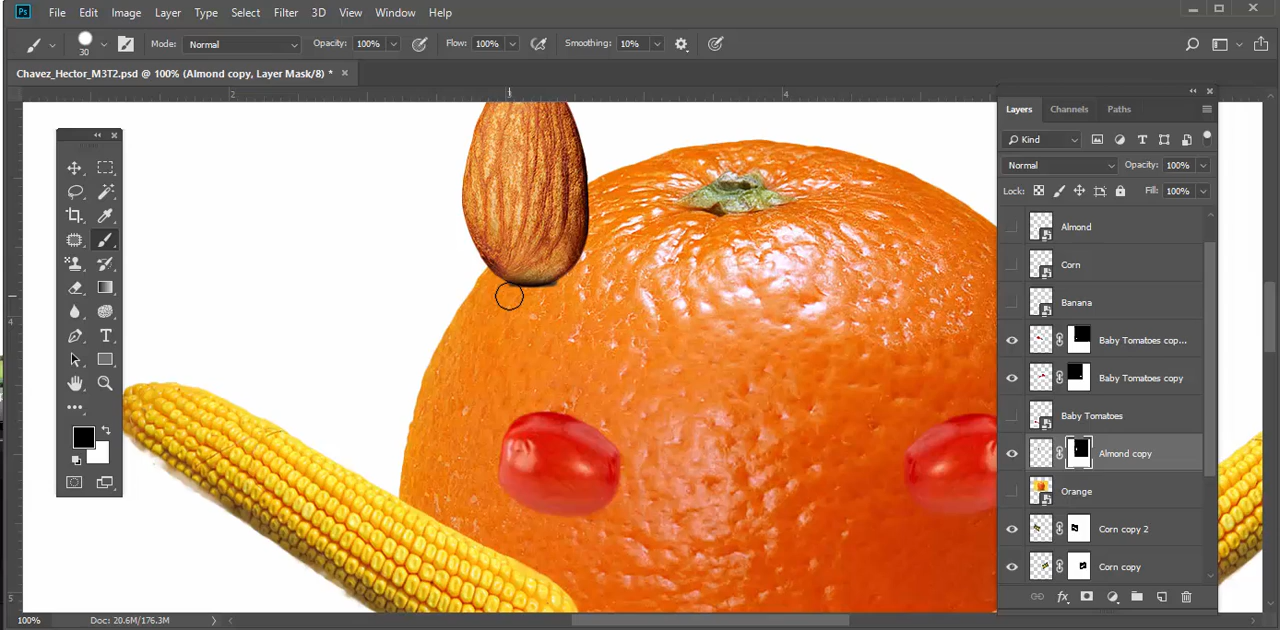 Ps File Edit Image Layer Type Select Filter 3D View Window Help
30 Mode: Normal Opacity: 100% Flow: 100% Smoothing: 10%
Chavez_Hector_M3T2.psd @ 100% (Almond copy, Layer Mask/8) * ×
2 3 4
Layers Channels Paths
Kind
Normal Opacity: 100%
Lock: Fill: 100%
Almond
Corn
Banana
4
Baby Tomatoes cop...
Baby Tomatoes copy
Baby Tomatoes
Almond copy
Orange
Corn copy 2
Corn copy
5
100% Doc: 20.6M/176.3M